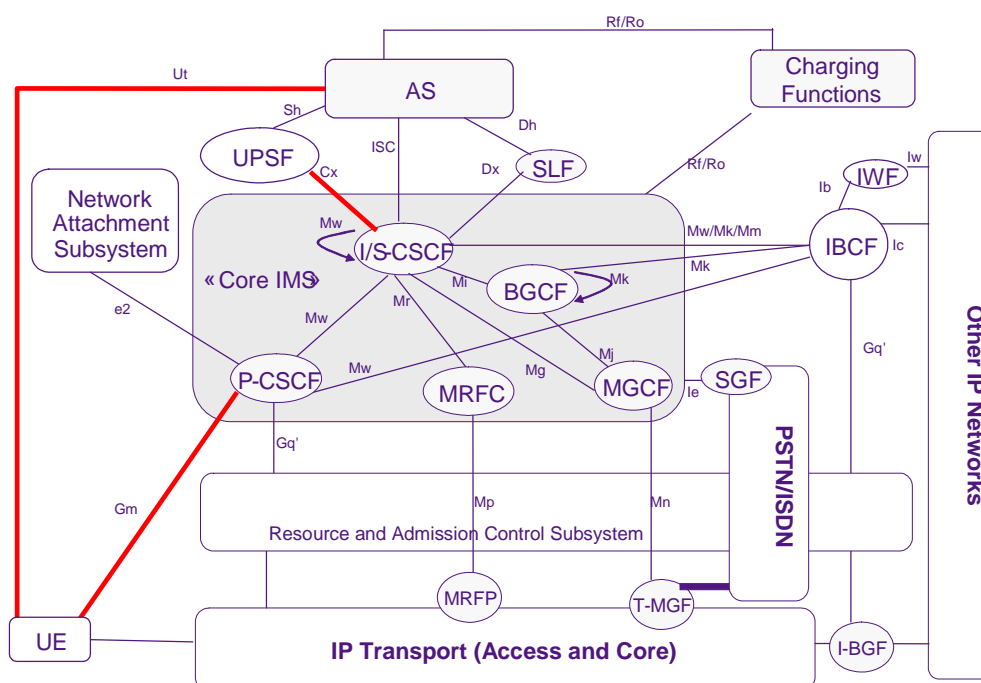 Rf/Ro
Ut
AS
Charging
Functions
Sh
Dh
ISC
UPSF
Cx
Dx
SLF
Rf/Ro
Iw
IWF
Ib
Network
Attachment
Subsystem
Mw
I/S-CSCF
Mw/Mk/Mm
IBCF
Ic
« Core IMS»
Mi
BGCF
Mk
Mk
Mr
e2
Mw
Mw
Mg
Mj
Gq'
P-CSCF
MRFC
MGCF
Ie
SGF
Gq'
Gm
Mp
Mn
PSTN/ISDN
Other IP Networks
Resource and Admission Control Subsystem
MRFP
T-MGF
UE
IP Transport (Access and Core)
I-BGF